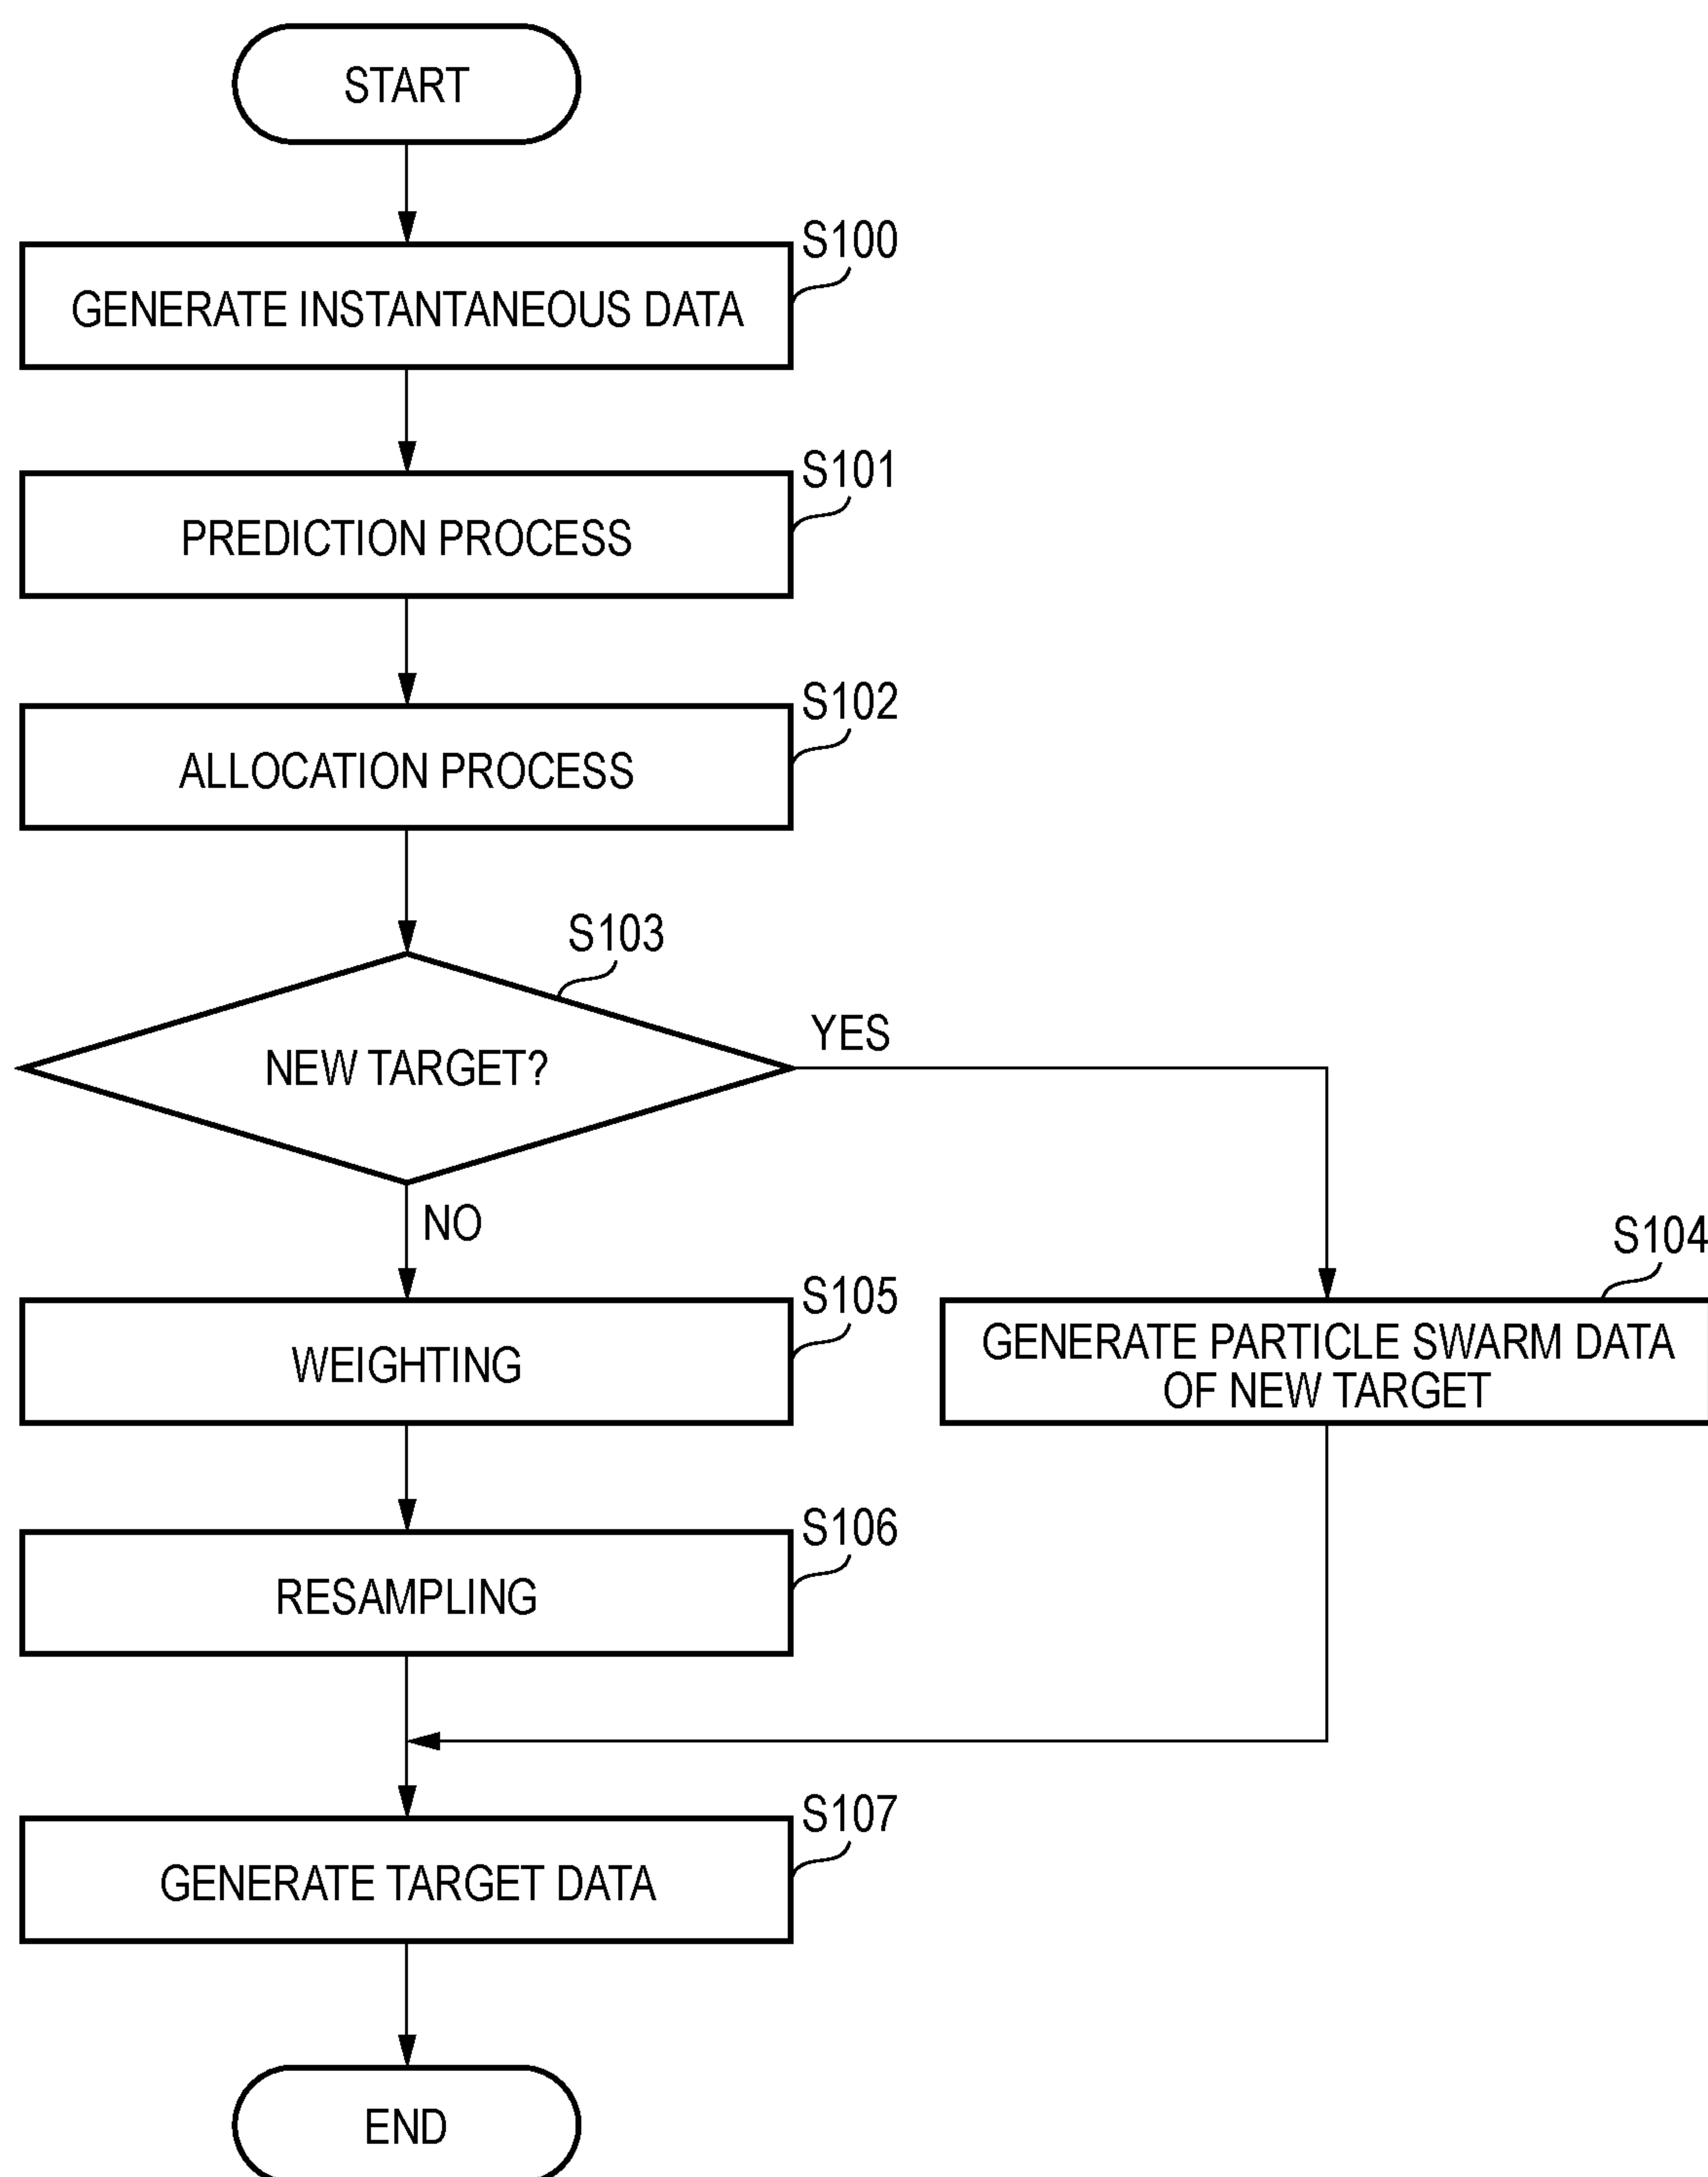 START
S100
GENERATE INSTANTANEOUS DATA
S101
PREDICTION PROCESS
S102
ALLOCATION PROCESS
S103
NEW TARGET?
YES
NO
S104
GENERATE PARTICLE SWARM DATA
OF NEW TARGET
S105
WEIGHTING
S106
RESAMPLING
S107
GENERATE TARGET DATA
END